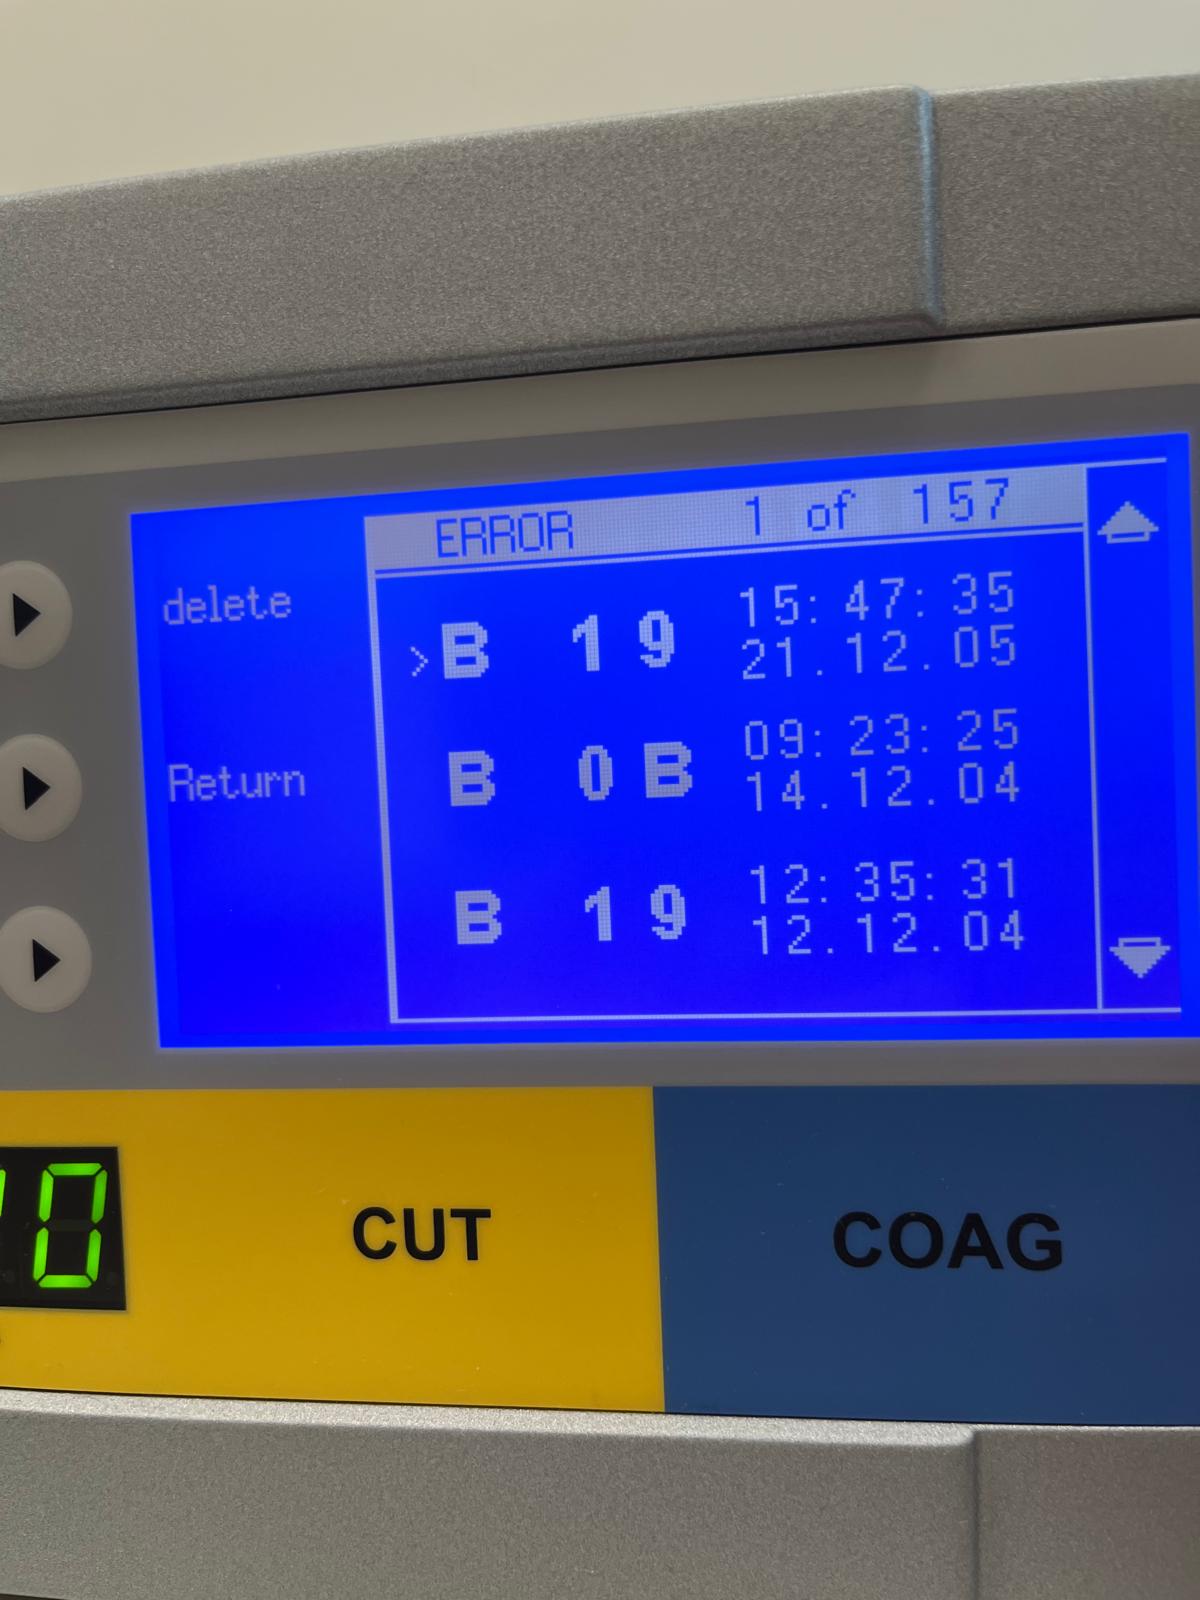 ERROR 1 of 157
delete
>B 19 15:47:35
21.12.05
Return
B 0B 09:23:25
14.12.04
B 19 12:35:31
12.12.04
0
CUT
COAG